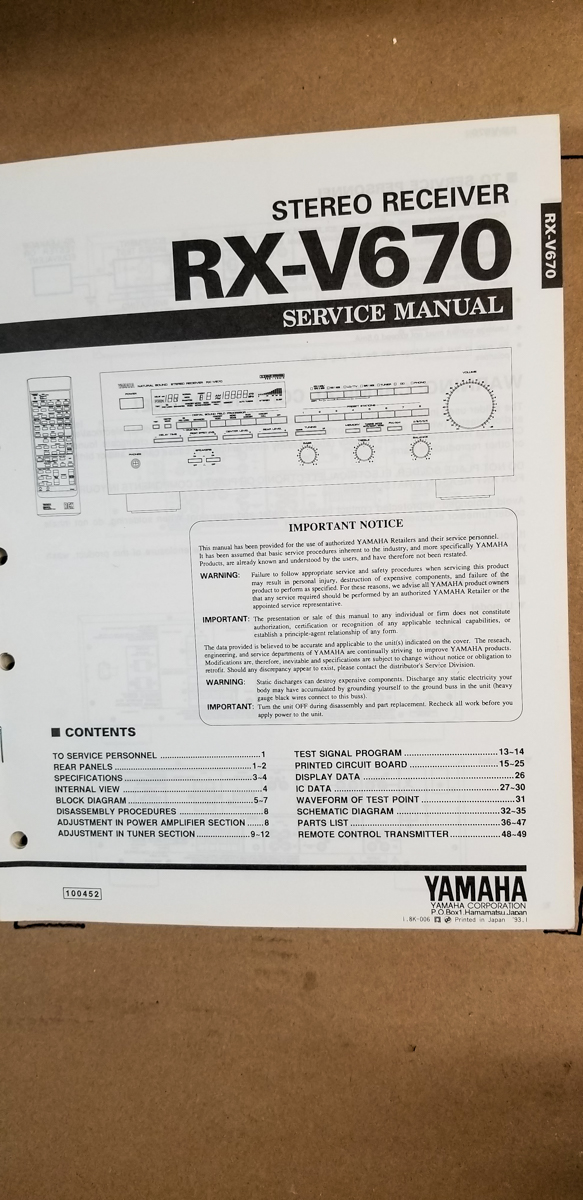 STEREO RECEIVER
RX-V670
RX-V670
SERVICE MANUAL
YAMAHA NATURAL SOUND STEREO RECEIVER RX-V670
VOLUME
PHONES
SPEAKERS
BASS
TREBLE
BALANCE
IMPORTANT NOTICE
This manual has been provided for the use of authorized YAMAHA Retailers and their service personnel.
It has been assumed that basic service procedures inherent to the industry, and more specifically YAMAHA
Products, are already known and understood by the users, and have therefore not been restated.
WARNING: Failure to follow appropriate service and safety procedures when servicing this product
may result in personal injury, destruction of expensive components, and failure of the
product to perform as specified. For these reasons, we advise all YAMAHA product owners
that any service required should be performed by an authorized YAMAHA Retailer or the
appointed service representative.
IMPORTANT: The presentation or sale of this manual to any individual or firm does not constitute
authorization, certification or recognition of any applicable technical capabilities, or
establish a principle-agent relationship of any form.
The data provided is believed to be accurate and applicable to the unit(s) indicated on the cover. The reseach,
engineering, and service departments of YAMAHA are continually striving to improve YAMAHA products.
Modifications are, therefore, inevitable and specifications are subject to change without notice or obligation to
retrofit. Should any discrepancy appear to exist, please contact the distributor's Service Division.
WARNING: Static discharges can destroy expensive components. Discharge any static electricity your
body may have accumulated by grounding yourself to the ground buss in the unit (heavy
gauge black wires connect to this buss).
IMPORTANT: Turn the unit OFF during disassembly and part replacement. Recheck all work before you
apply power to the unit.
■ CONTENTS
TO SERVICE PERSONNEL ..... 1
REAR PANELS ..... 1~2
SPECIFICATIONS ..... 3~4
INTERNAL VIEW ..... 4
BLOCK DIAGRAM ..... 5~7
DISASSEMBLY PROCEDURES ..... 8
ADJUSTMENT IN POWER AMPLIFIER SECTION ..... 8
ADJUSTMENT IN TUNER SECTION ..... 9~12
TEST SIGNAL PROGRAM ..... 13~14
PRINTED CIRCUIT BOARD ..... 15~25
DISPLAY DATA ..... 26
IC DATA ..... 27~30
WAVEFORM OF TEST POINT ..... 31
SCHEMATIC DIAGRAM ..... 32~35
PARTS LIST ..... 36~47
REMOTE CONTROL TRANSMITTER ..... 48~49
100452
YAMAHA
YAMAHA CORPORATION
P.O.Box1,Hamamatsu,Japan
1.8K-006 Printed in Japan '93.1